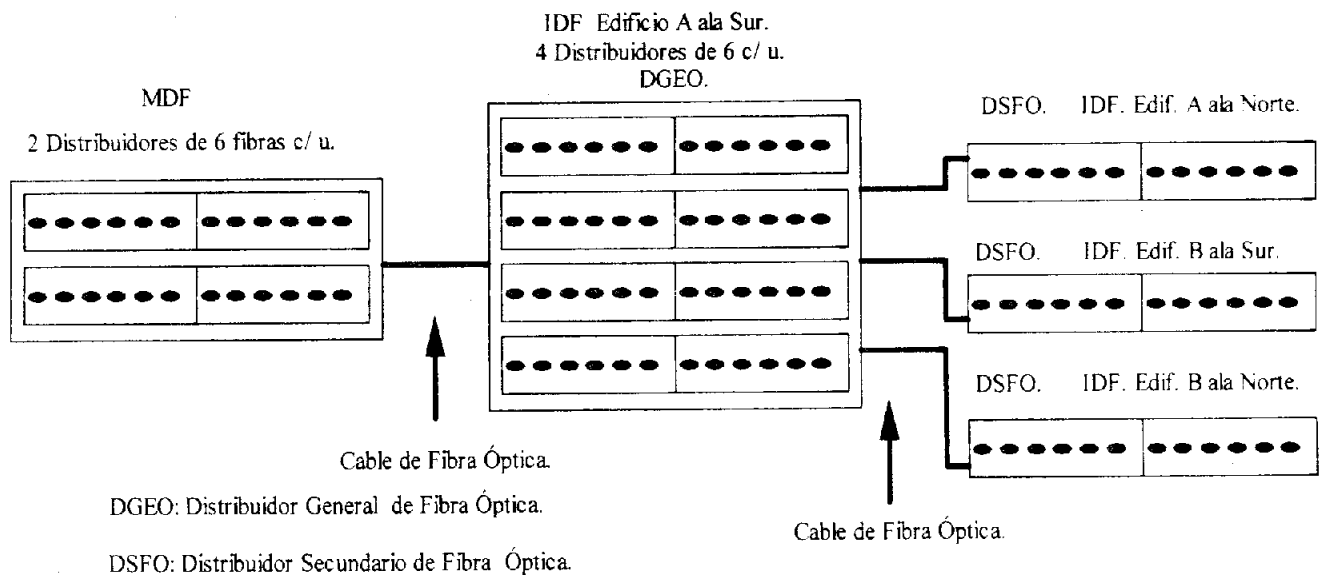 IDF Edificio A ala Sur.
4 Distribuidores de 6 c/ u.
DGEO.
MDF
2 Distribuidores de 6 fibras c/ u.
DSFO. IDF. Edif. A ala Norte.
DSFO. IDF. Edif. B ala Sur.
DSFO. IDF. Edif. B ala Norte.
Cable de Fibra Óptica.
Cable de Fibra Óptica.
DGEO: Distribuidor General de Fibra Óptica.
DSFO: Distribuidor Secundario de Fibra Óptica.